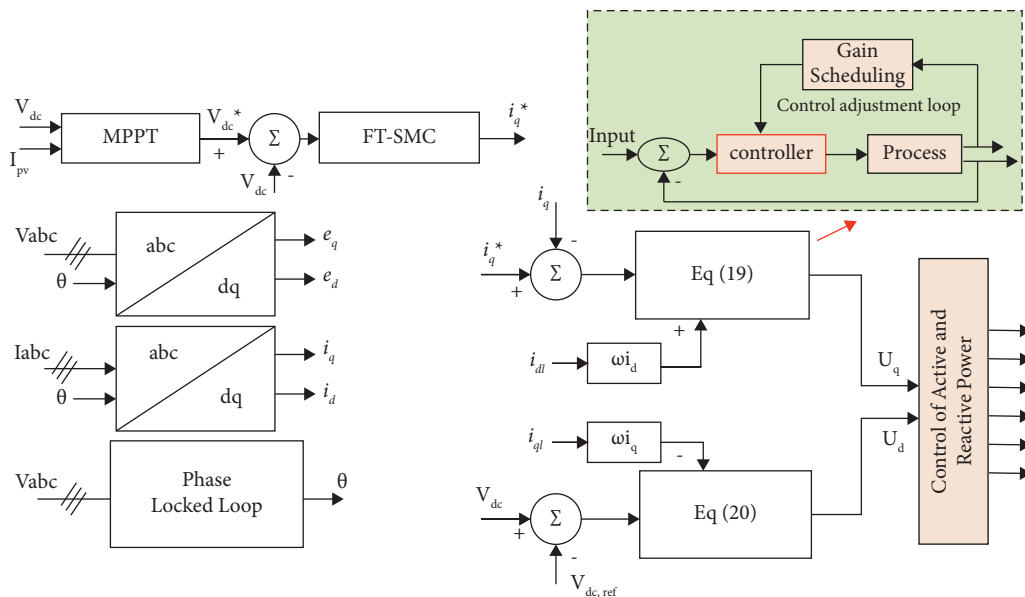 V_dc
I_pv
MPPT
V_dc*
+
Σ
-
V_dc
FT-SMC
i_q*
Vabc
θ
abc
dq
e_q
e_d
Iabc
θ
abc
dq
i_q
i_d
Vabc
Phase
Locked Loop
θ
Gain
Scheduling
Control adjustment loop
Input
Σ
-
controller
Process
i_q
-
i_q*
+
Σ
Eq (19)
+
i_dl
ωi_d
U_q
i_ql
ωi_q
-
U_d
V_dc
+
Σ
-
V_dc, ref
Eq (20)
Control of Active and
Reactive Power